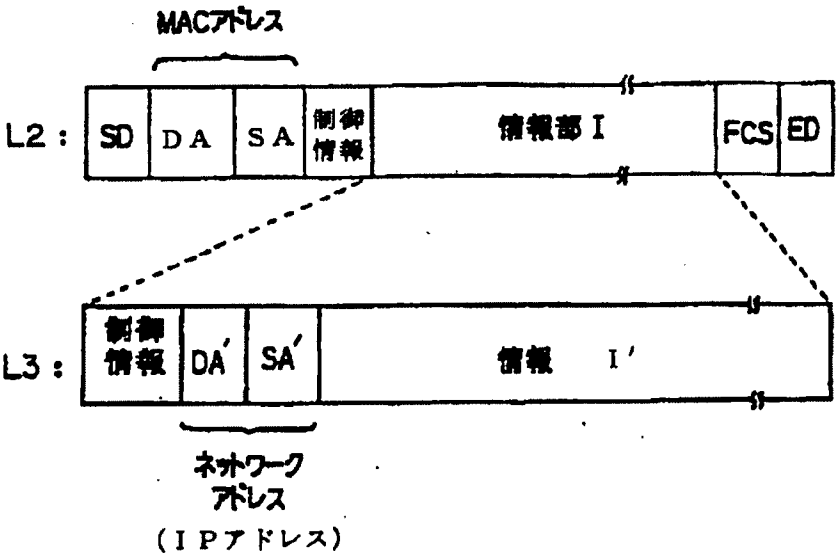 MACアドレス
L2: SD DA SA 制御情報 情報部 I FCS ED
L3: 制御情報 DA' SA' 情報 I'
ネットワーク
アドレス
(IPアドレス)